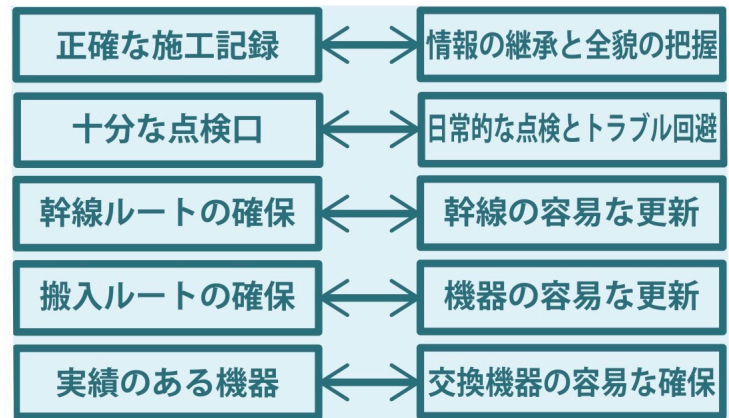 正確な施工記録
情報の継承と全貌の把握
十分な点検口
日常的な点検とトラブル回避
幹線ルートの確保
幹線の容易な更新
搬入ルートの確保
機器の容易な更新
実績のある機器
交換機器の容易な確保